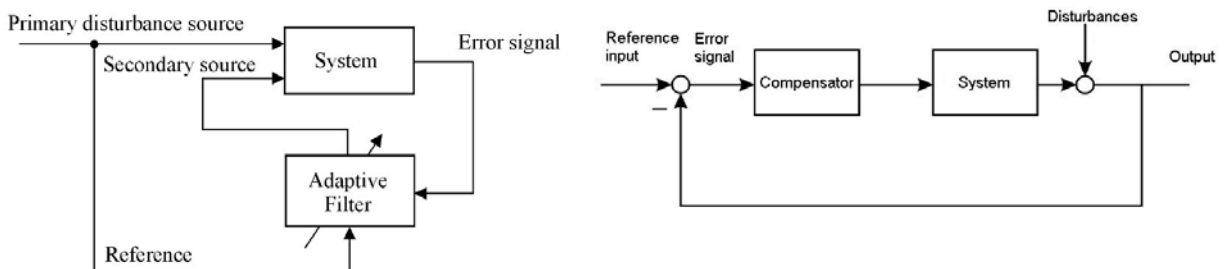 Primary disturbance source
Secondary source
System
Error signal
Adaptive
Filter
Reference
Reference
input
Error
signal
Compensator
System
Disturbances
Output